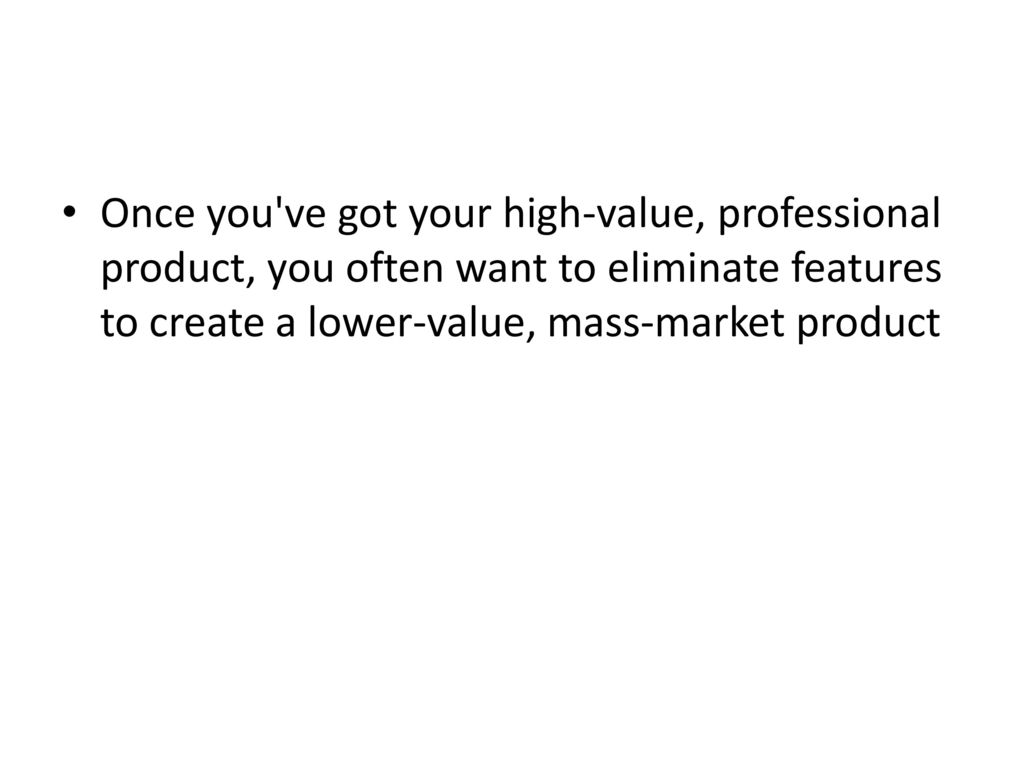 • Once you've got your high-value, professional
product, you often want to eliminate features
to create a lower-value, mass-market product